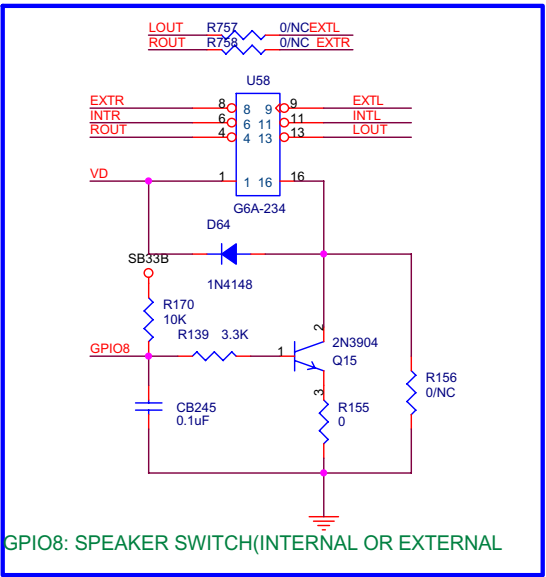 LOUT R757 0/NC EXTL
ROUT R758 0/NC EXTR
U58
EXTR 8 8 9 9 EXTL
INTR 6 6 11 11 INTL
ROUT 4 4 13 13 LOUT
VD 1 1 16 16
G6A-234
D64
SB33B
1N4148
R170
10K
R139 3.3K
2
2N3904
GPIO8
1
Q15
3
R156
0/NC
CB245
0.1uF
R155
0
GPIO8: SPEAKER SWITCH(INTERNAL OR EXTERNAL